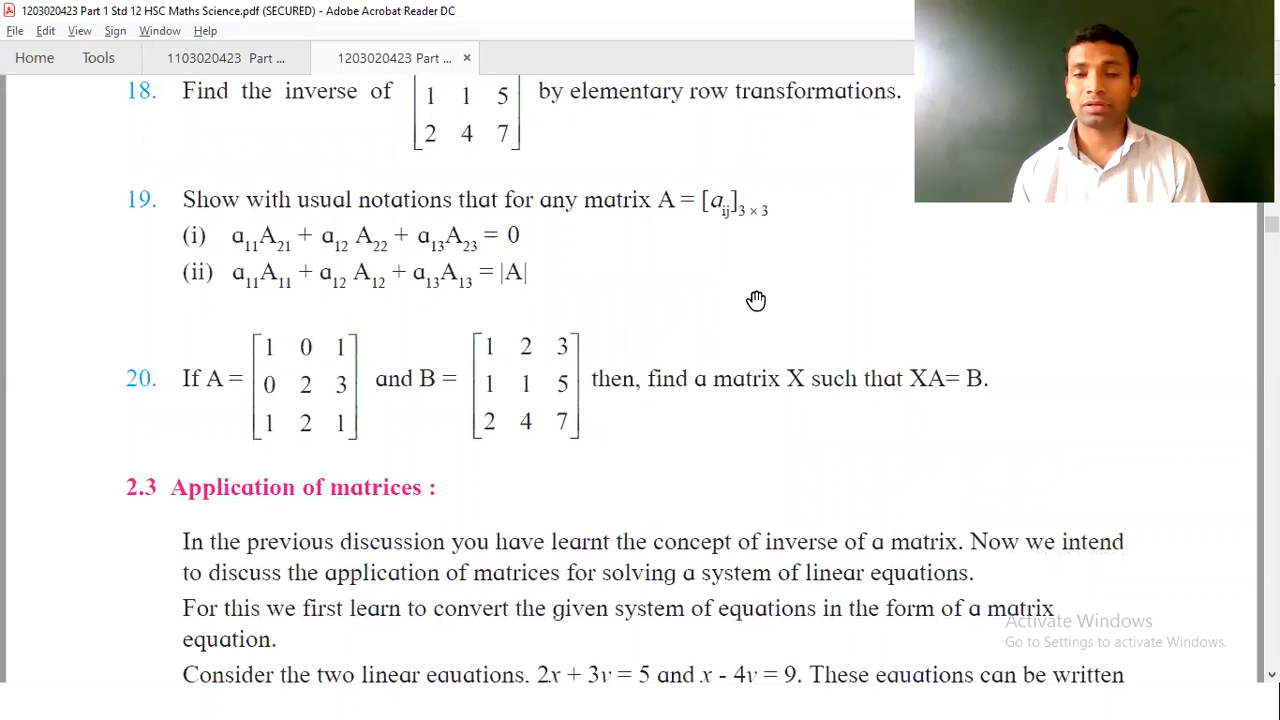 1203020423 Part 1 Std 12 HSC Maths Science.pdf (SECURED) - Adobe Acrobat Reader DC
File Edit View Sign Window Help
Home Tools 1103020423 Part ... 1203020423 Part ... ×
18. Find the inverse of [1 1 5; 2 4 7] by elementary row transformations.
19. Show with usual notations that for any matrix A = [aᵢⱼ]₃ ₓ ₃
(i) a₁₁A₂₁ + a₁₂ A₂₂ + a₁₃A₂₃ = 0
(ii) a₁₁A₁₁ + a₁₂ A₁₂ + a₁₃A₁₃ = |A|
20. If A = [1 0 1; 0 2 3; 1 2 1] and B = [1 2 3; 1 1 5; 2 4 7] then, find a matrix X such that XA= B.
2.3 Application of matrices :
In the previous discussion you have learnt the concept of inverse of a matrix. Now we intend
to discuss the application of matrices for solving a system of linear equations.
For this we first learn to convert the given system of equations in the form of a matrix
equation.
Activate Windows
Go to Settings to activate Windows.
Consider the two linear equations, 2x + 3y = 5 and x - 4y = 9. These equations can be written